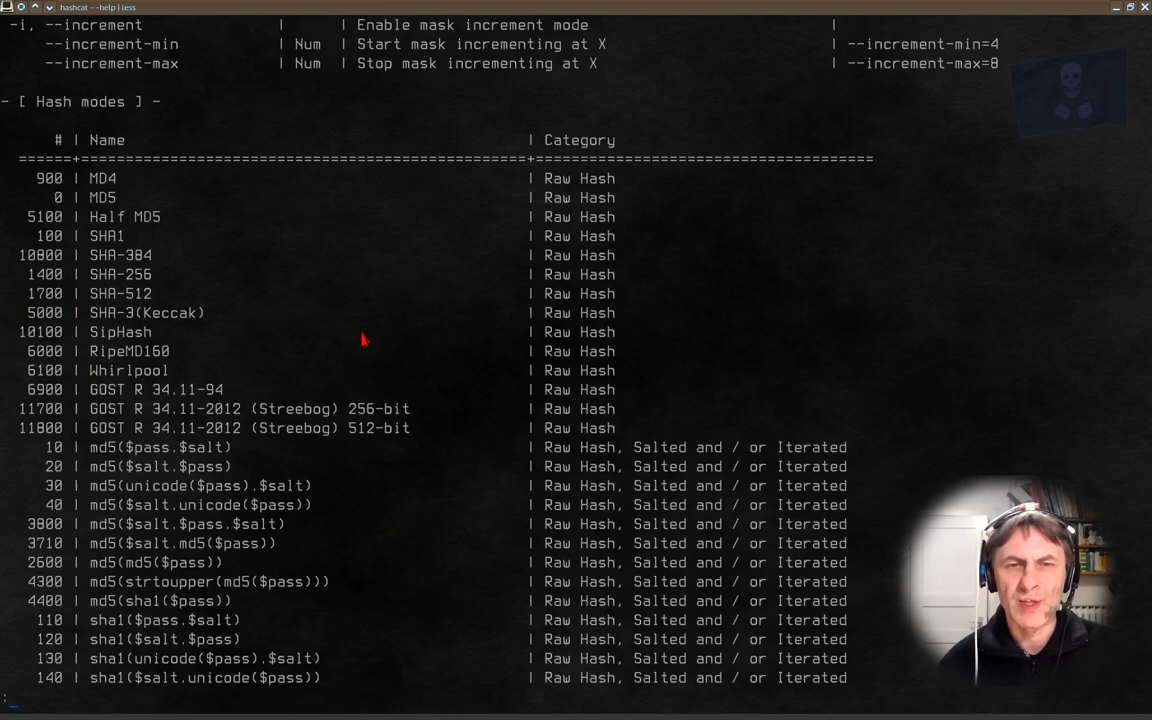 hashcat --help | less
-i, --increment | Enable mask increment mode |
--increment-min | Num | Start mask incrementing at X | --increment-min=4
--increment-max | Num | Stop mask incrementing at X | --increment-max=8
- [ Hash modes ] -
# | Name | Category
======+==================================================+======================================
900 | MD4 | Raw Hash
0 | MD5 | Raw Hash
5100 | Half MD5 | Raw Hash
100 | SHA1 | Raw Hash
10800 | SHA-384 | Raw Hash
1400 | SHA-256 | Raw Hash
1700 | SHA-512 | Raw Hash
5000 | SHA-3(Keccak) | Raw Hash
10100 | SipHash | Raw Hash
6000 | RipeMD160 | Raw Hash
6100 | Whirlpool | Raw Hash
6900 | GOST R 34.11-94 | Raw Hash
11700 | GOST R 34.11-2012 (Streebog) 256-bit | Raw Hash
11800 | GOST R 34.11-2012 (Streebog) 512-bit | Raw Hash
10 | md5($pass.$salt) | Raw Hash, Salted and / or Iterated
20 | md5($salt.$pass) | Raw Hash, Salted and / or Iterated
30 | md5(unicode($pass).$salt) | Raw Hash, Salted and / or Iterated
40 | md5($salt.unicode($pass)) | Raw Hash, Salted and / or Iterated
3800 | md5($salt.$pass.$salt) | Raw Hash, Salted and / or Iterated
3710 | md5($salt.md5($pass)) | Raw Hash, Salted and / or Iterated
2600 | md5(md5($pass)) | Raw Hash, Salted and / or Iterated
4300 | md5(strtoupper(md5($pass))) | Raw Hash, Salted and / or Iterated
4400 | md5(sha1($pass)) | Raw Hash, Salted and / or Iterated
110 | sha1($pass.$salt) | Raw Hash, Salted and / or Iterated
120 | sha1($salt.$pass) | Raw Hash, Salted and / or Iterated
130 | sha1(unicode($pass).$salt) | Raw Hash, Salted and / or Iterated
140 | sha1($salt.unicode($pass)) | Raw Hash, Salted and / or Iterated
: